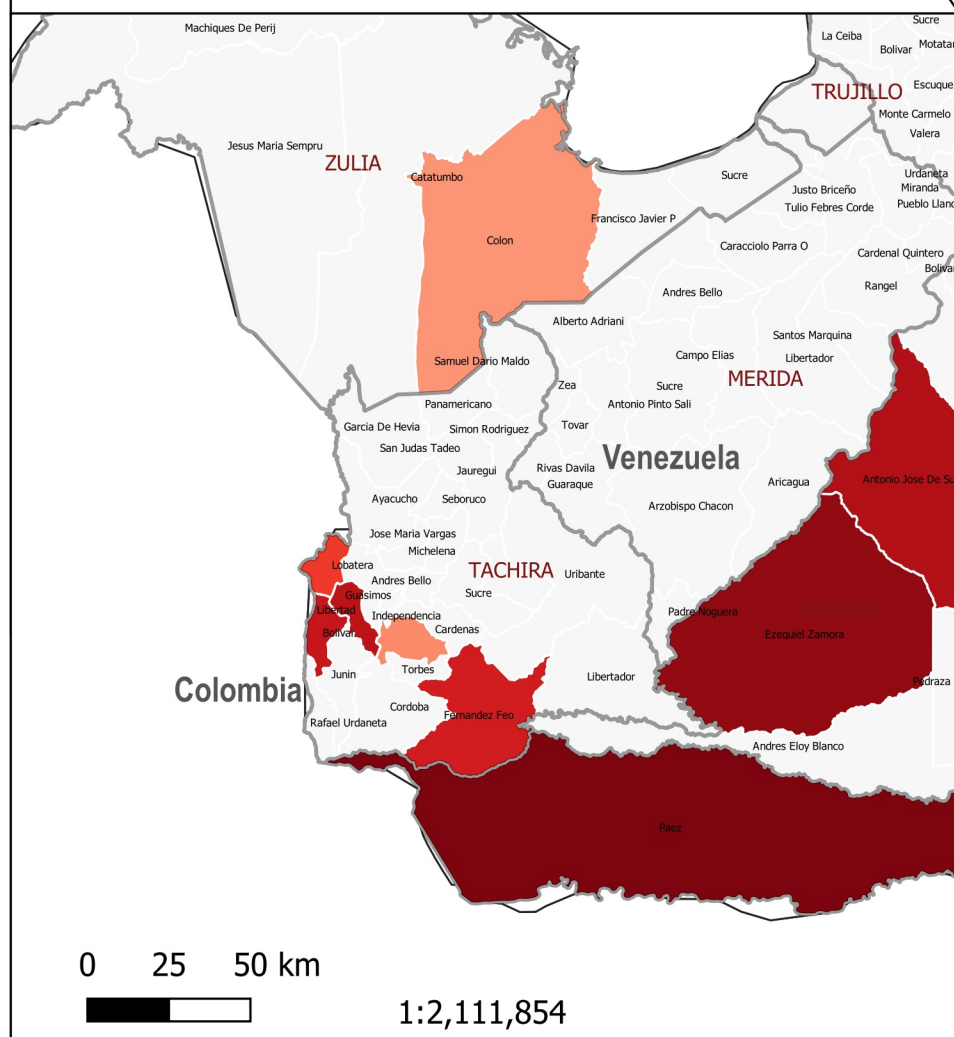 Machiques De Perij
Sucre
La Ceiba
Motatan
Bolivar
Escuque
TRUJILLO
Monte Carmelo
Valera
Jesus Maria Sempru
ZULIA
Catatumbo
Sucre
Urdaneta
Miranda
Justo Briceño
Pueblo Llano
Tulio Febres Corde
Francisco Javier P
Colon
Caracciolo Parra O
Cardenal Quintero
Bolivar
Rangel
Andres Bello
Alberto Adriani
Santos Marquina
Campo Elias
Libertador
Samuel Dario Maldo
MERIDA
Zea
Sucre
Panamericano
Antonio Pinto Sali
Garcia De Hevia
Simon Rodriguez
Tovar
San Judas Tadeo
Venezuela
Jauregui
Rivas Davila
Guaraque
Aricagua
Antonio Jose De Su
Ayacucho
Seboruco
Arzobispo Chacon
Jose Maria Vargas
Michelena
Lobatera
TACHIRA
Uribante
Andres Bello
Guasimos
Sucre
Libertad
Independencia
Padre Noguera
Bolivar
Cardenas
Ezequiel Zamora
Torbes
Junin
Libertador
Pedraza
Colombia
Cordoba
Fernandez Feo
Rafael Urdaneta
Andres Eloy Blanco
Paez
0 25 50 km
1:2,111,854